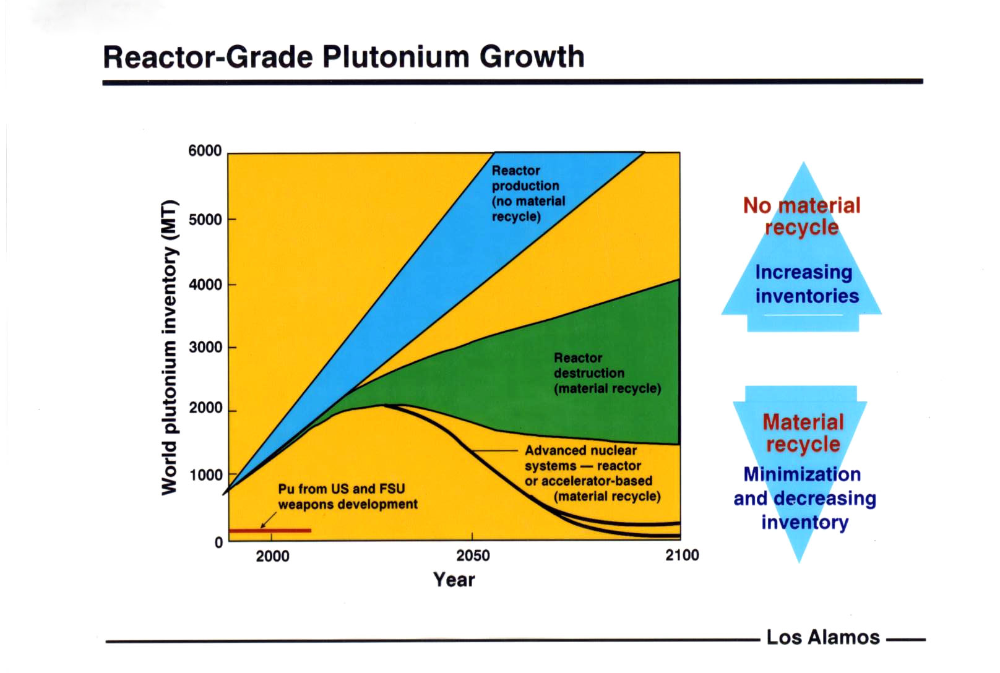 Reactor-Grade Plutonium Growth
World plutonium inventory (MT)
6000
5000
4000
3000
2000
1000
0
Reactor
production
(no material
recycle)
Reactor
destruction
(material recycle)
Advanced nuclear
systems — reactor
or accelerator-based
(material recycle)
Pu from US and FSU
weapons development
2000
2050
2100
Year
No material
recycle
Increasing
inventories
Material
recycle
Minimization
and decreasing
inventory
Los Alamos